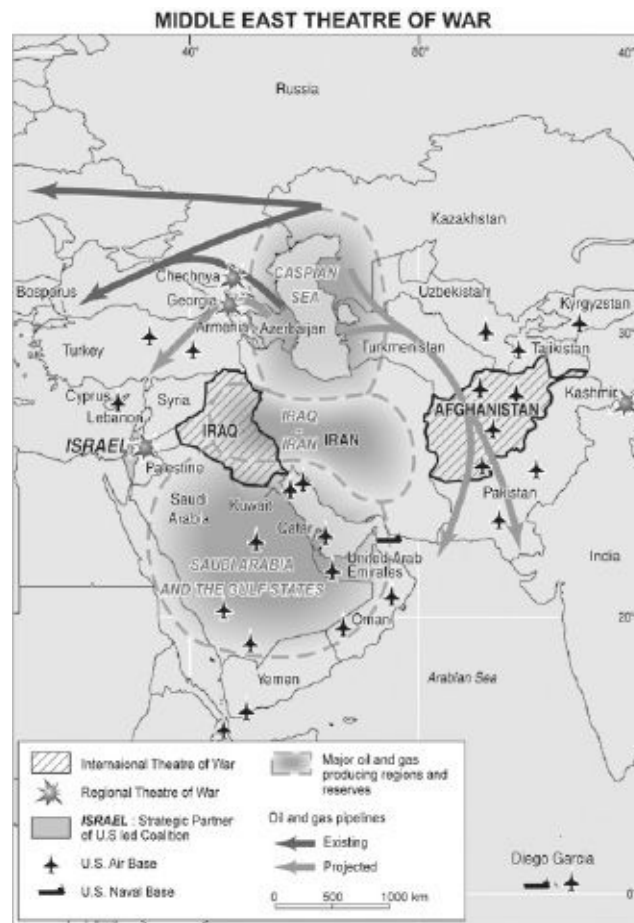 MIDDLE EAST THEATRE OF WAR
40°
80°
Russia
Kazakhstan
CASPIAN
SEA
Chechnya
Bosparus
Georgia
Uzbekistan
Kyrgyzstan
Armenia
Azerbaijan
30°
Turkey
Turkmenistan
Tajikistan
Cyprus
Lebanon
Syria
Kashmir
AFGHANISTAN
IRAQ
IRAQ -
IRAN
IRAN
ISRAEL
Palestine
Pakistan
Saudi
Arabia
Kuwait
Qatar
India
SAUDI ARABIA
AND THE GULF STATES
United Arab
Emirates
20°
Oman
Yemen
Arabian Sea
Internaional Theatre of War
Regional Theatre of War
ISRAEL : Strategic Partner
of U.S led Coalition
U.S. Air Base
U.S. Naval Base
Major oil and gas
producing regions and
reserves
Oil and gas pipelines
Existing
Projected
0 500 1000 km
Diego Garcia
0°